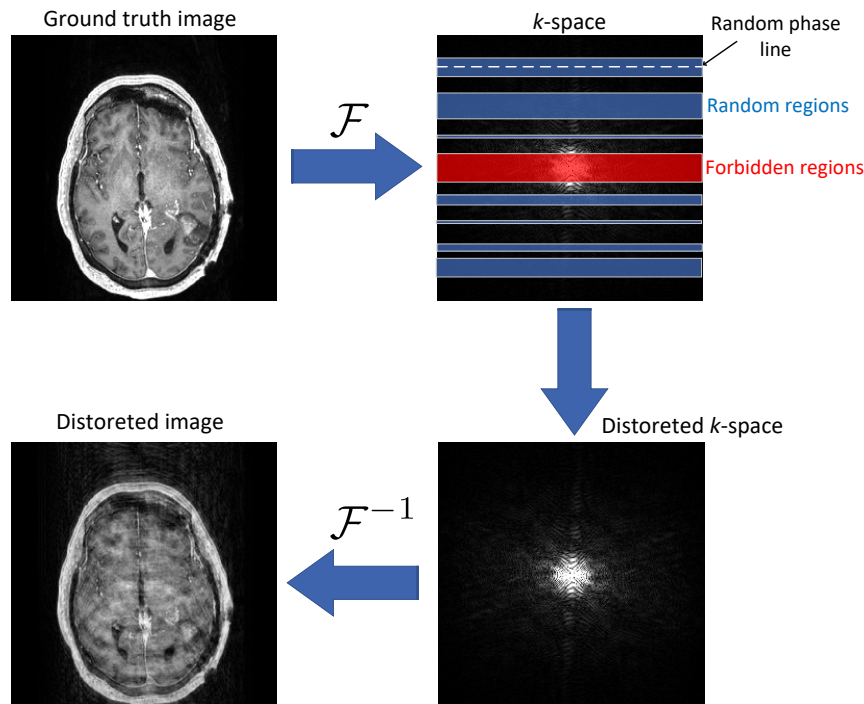 Ground truth image
k-space
Random phase
line
ℱ
Random regions
Forbidden regions
Distoreted image
Distoreted k-space
ℱ⁻¹